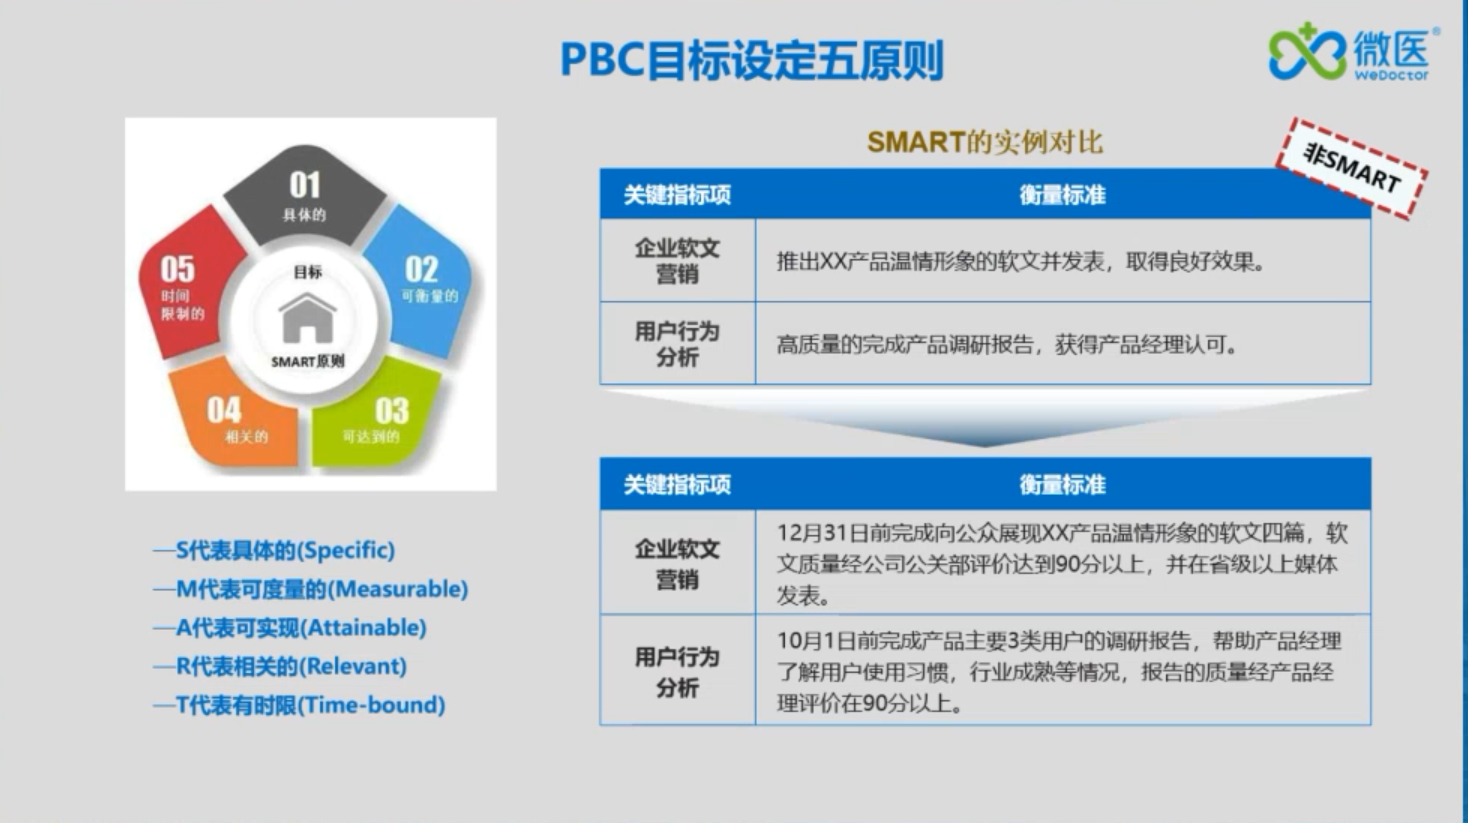 PBC目标设定五原则
微医
WeDoctor
SMART的实例对比
非SMART
01
具体的
02
可衡量的
03
可达到的
04
相关的
05
时间
限制的
目标
SMART原则
—S代表具体的(Specific)
—M代表可度量的(Measurable)
—A代表可实现(Attainable)
—R代表相关的(Relevant)
—T代表有时限(Time-bound)
关键指标项
衡量标准
企业软文
营销
推出XX产品温情形象的软文并发表，取得良好效果。
用户行为
分析
高质量的完成产品调研报告，获得产品经理认可。
关键指标项
衡量标准
企业软文
营销
12月31日前完成向公众展现XX产品温情形象的软文四篇，软
文质量经公司公关部评价达到90分以上，并在省级以上媒体
发表。
用户行为
分析
10月1日前完成产品主要3类用户的调研报告，帮助产品经理
了解用户使用习惯，行业成熟等情况，报告的质量经产品经
理评价在90分以上。